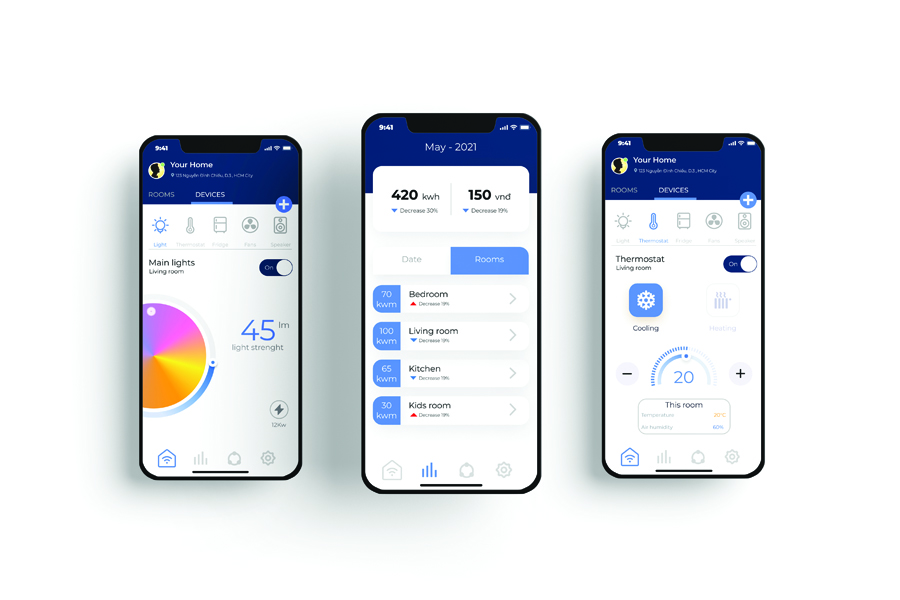 9:41
Your Home
123 Nguyễn Đình Chiểu, D.3., HCM City
ROOMS DEVICES
Light Thermostat Fridge Fans Speaker
Main lights
Living room
On
45 lm
light strenght
12Kw
9:41
May - 2021
420 kwh 150 vnđ
Decrease 30% Decrease 19%
Date Rooms
70 kwm
Bedroom
Decrease 19%
100 kwm
Living room
Decrease 19%
65 kwm
Kitchen
Decrease 19%
30 kwm
Kids room
Decrease 19%
9:41
Your Home
123 Nguyễn Đình Chiểu, D.3., HCM City
ROOMS DEVICES
Light Thermostat Fridge Fans Speaker
Thermostat
Living room
On
Cooling Heating
20
This room
Temperature 20°C
Air humidity 60%